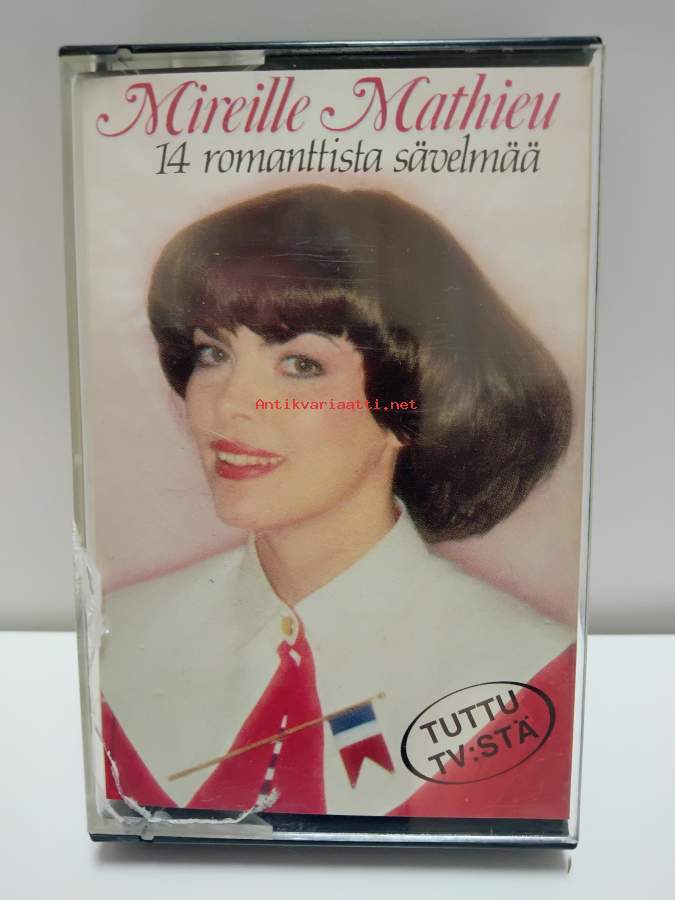 Mireille Mathieu
14 romanttista sävelmää
Antikvariaatti.net
TUTTU
TV:STÄ